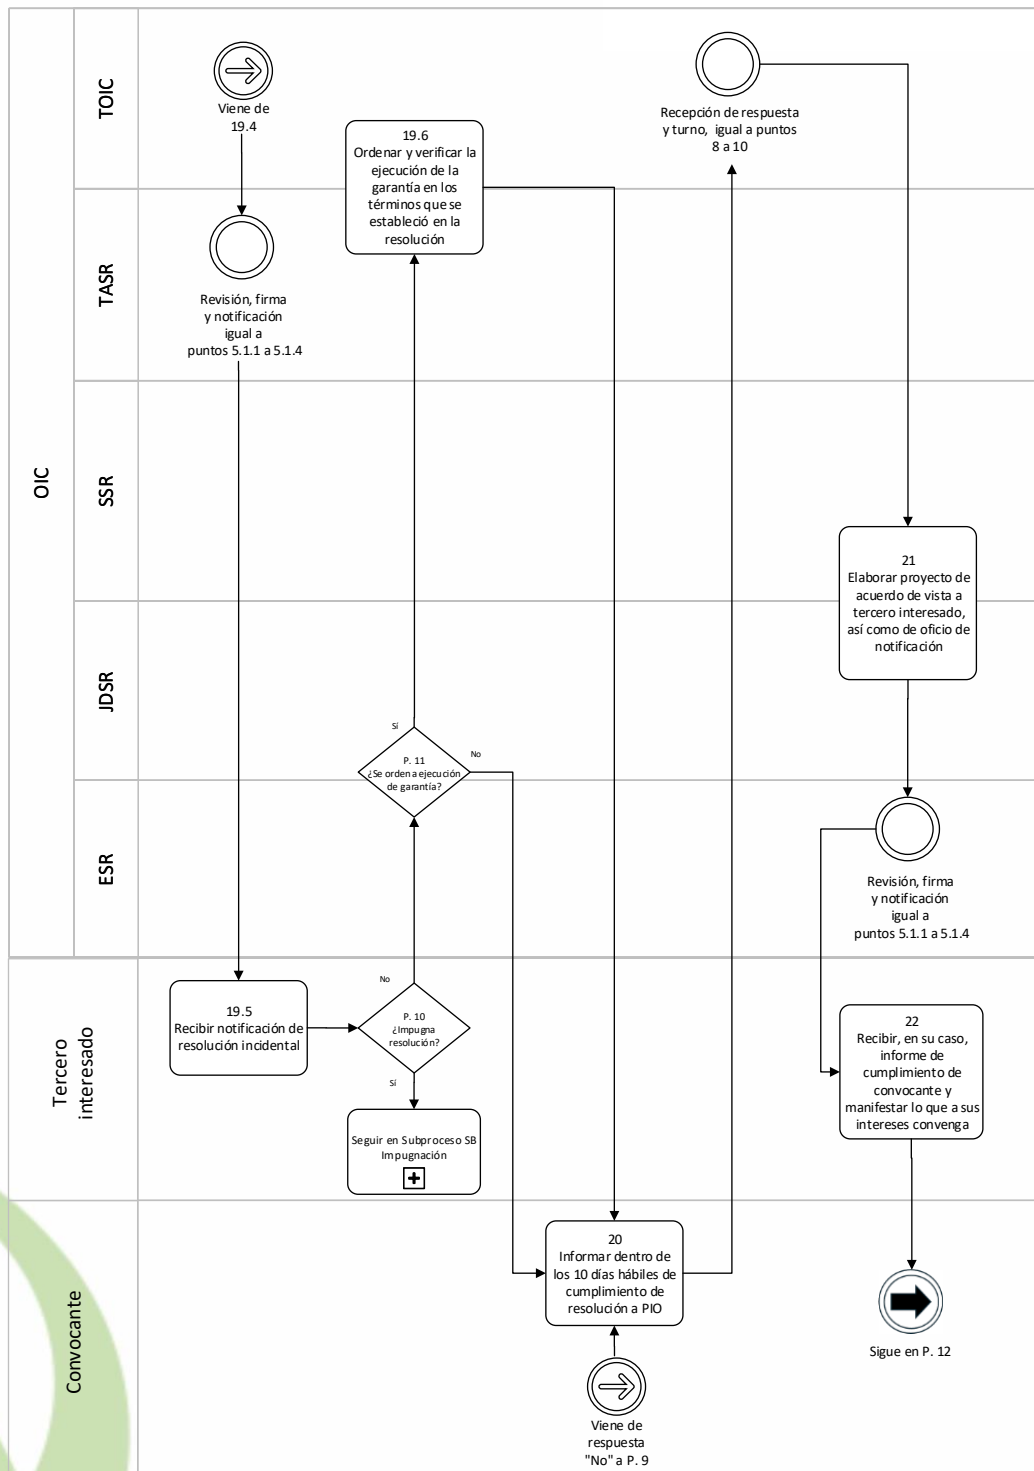 OIC
TOIC
TASR
SSR
JDSR
ESR
Tercero
interesado
Convocante
Viene de
19.4
Revisión, firma
y notificación
igual a
puntos 5.1.1 a 5.1.4
19.5
Recibir notificación de
resolución incidental
P. 10
¿Impugna
resolución?
No
Sí
Seguir en Subproceso SB
Impugnación
P. 11
¿Se ordena ejecución
de garantía?
Sí
No
19.6
Ordenar y verificar la
ejecución de la
garantía en los
términos que se
estableció en la
resolución
20
Informar dentro de
los 10 días hábiles de
cumplimiento de
resolución a PIO
Viene de
respuesta
"No" a P. 9
Recepción de respuesta
y turno, igual a puntos
8 a 10
21
Elaborar proyecto de
acuerdo de vista a
tercero interesado,
así como de oficio de
notificación
Revisión, firma
y notificación
igual a
puntos 5.1.1 a 5.1.4
22
Recibir, en su caso,
informe de
cumplimiento de
convocante y
manifestar lo que a sus
intereses convenga
Sigue en P. 12